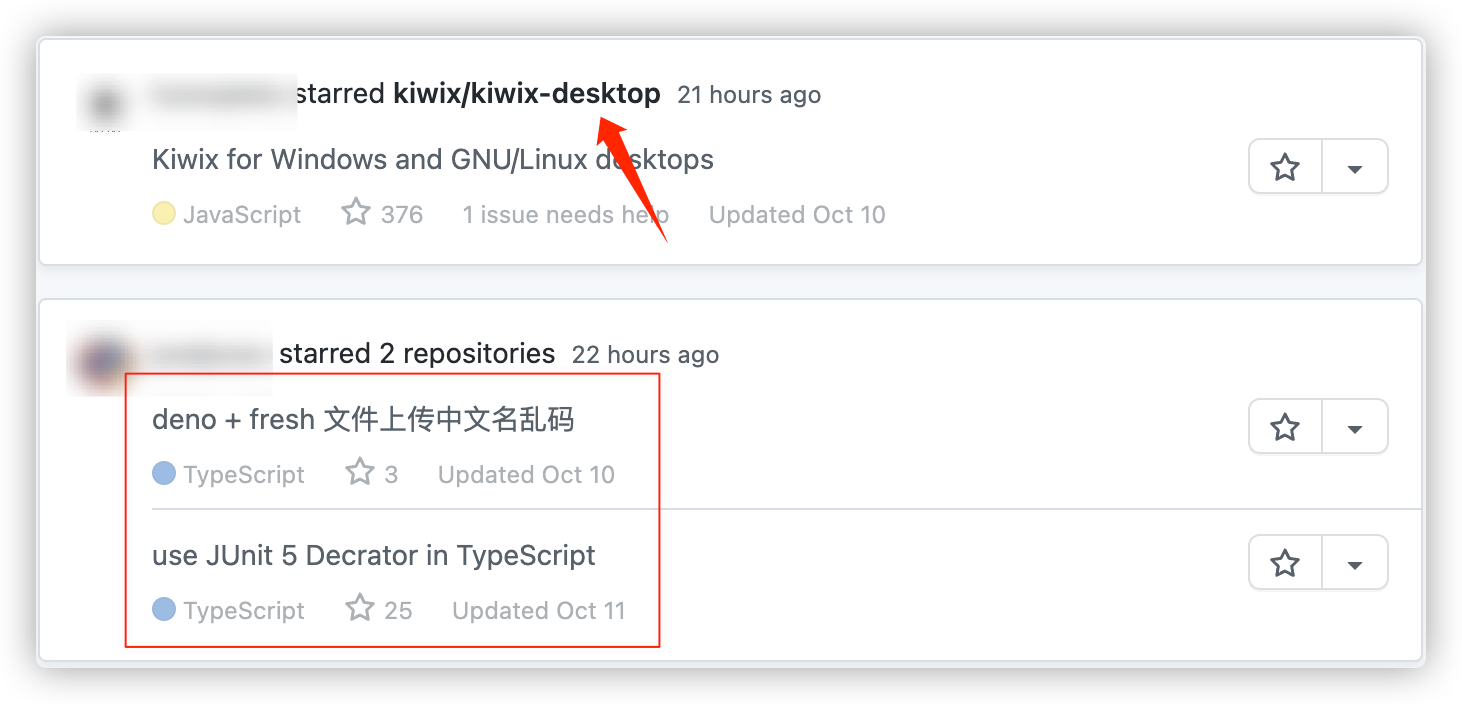 starred kiwix/kiwix-desktop 21 hours ago
Kiwix for Windows and GNU/Linux desktops
JavaScript 376 1 issue needs help Updated Oct 10
starred 2 repositories 22 hours ago
deno + fresh 文件上传中文名乱码
TypeScript 3 Updated Oct 10
use JUnit 5 Decrator in TypeScript
TypeScript 25 Updated Oct 11